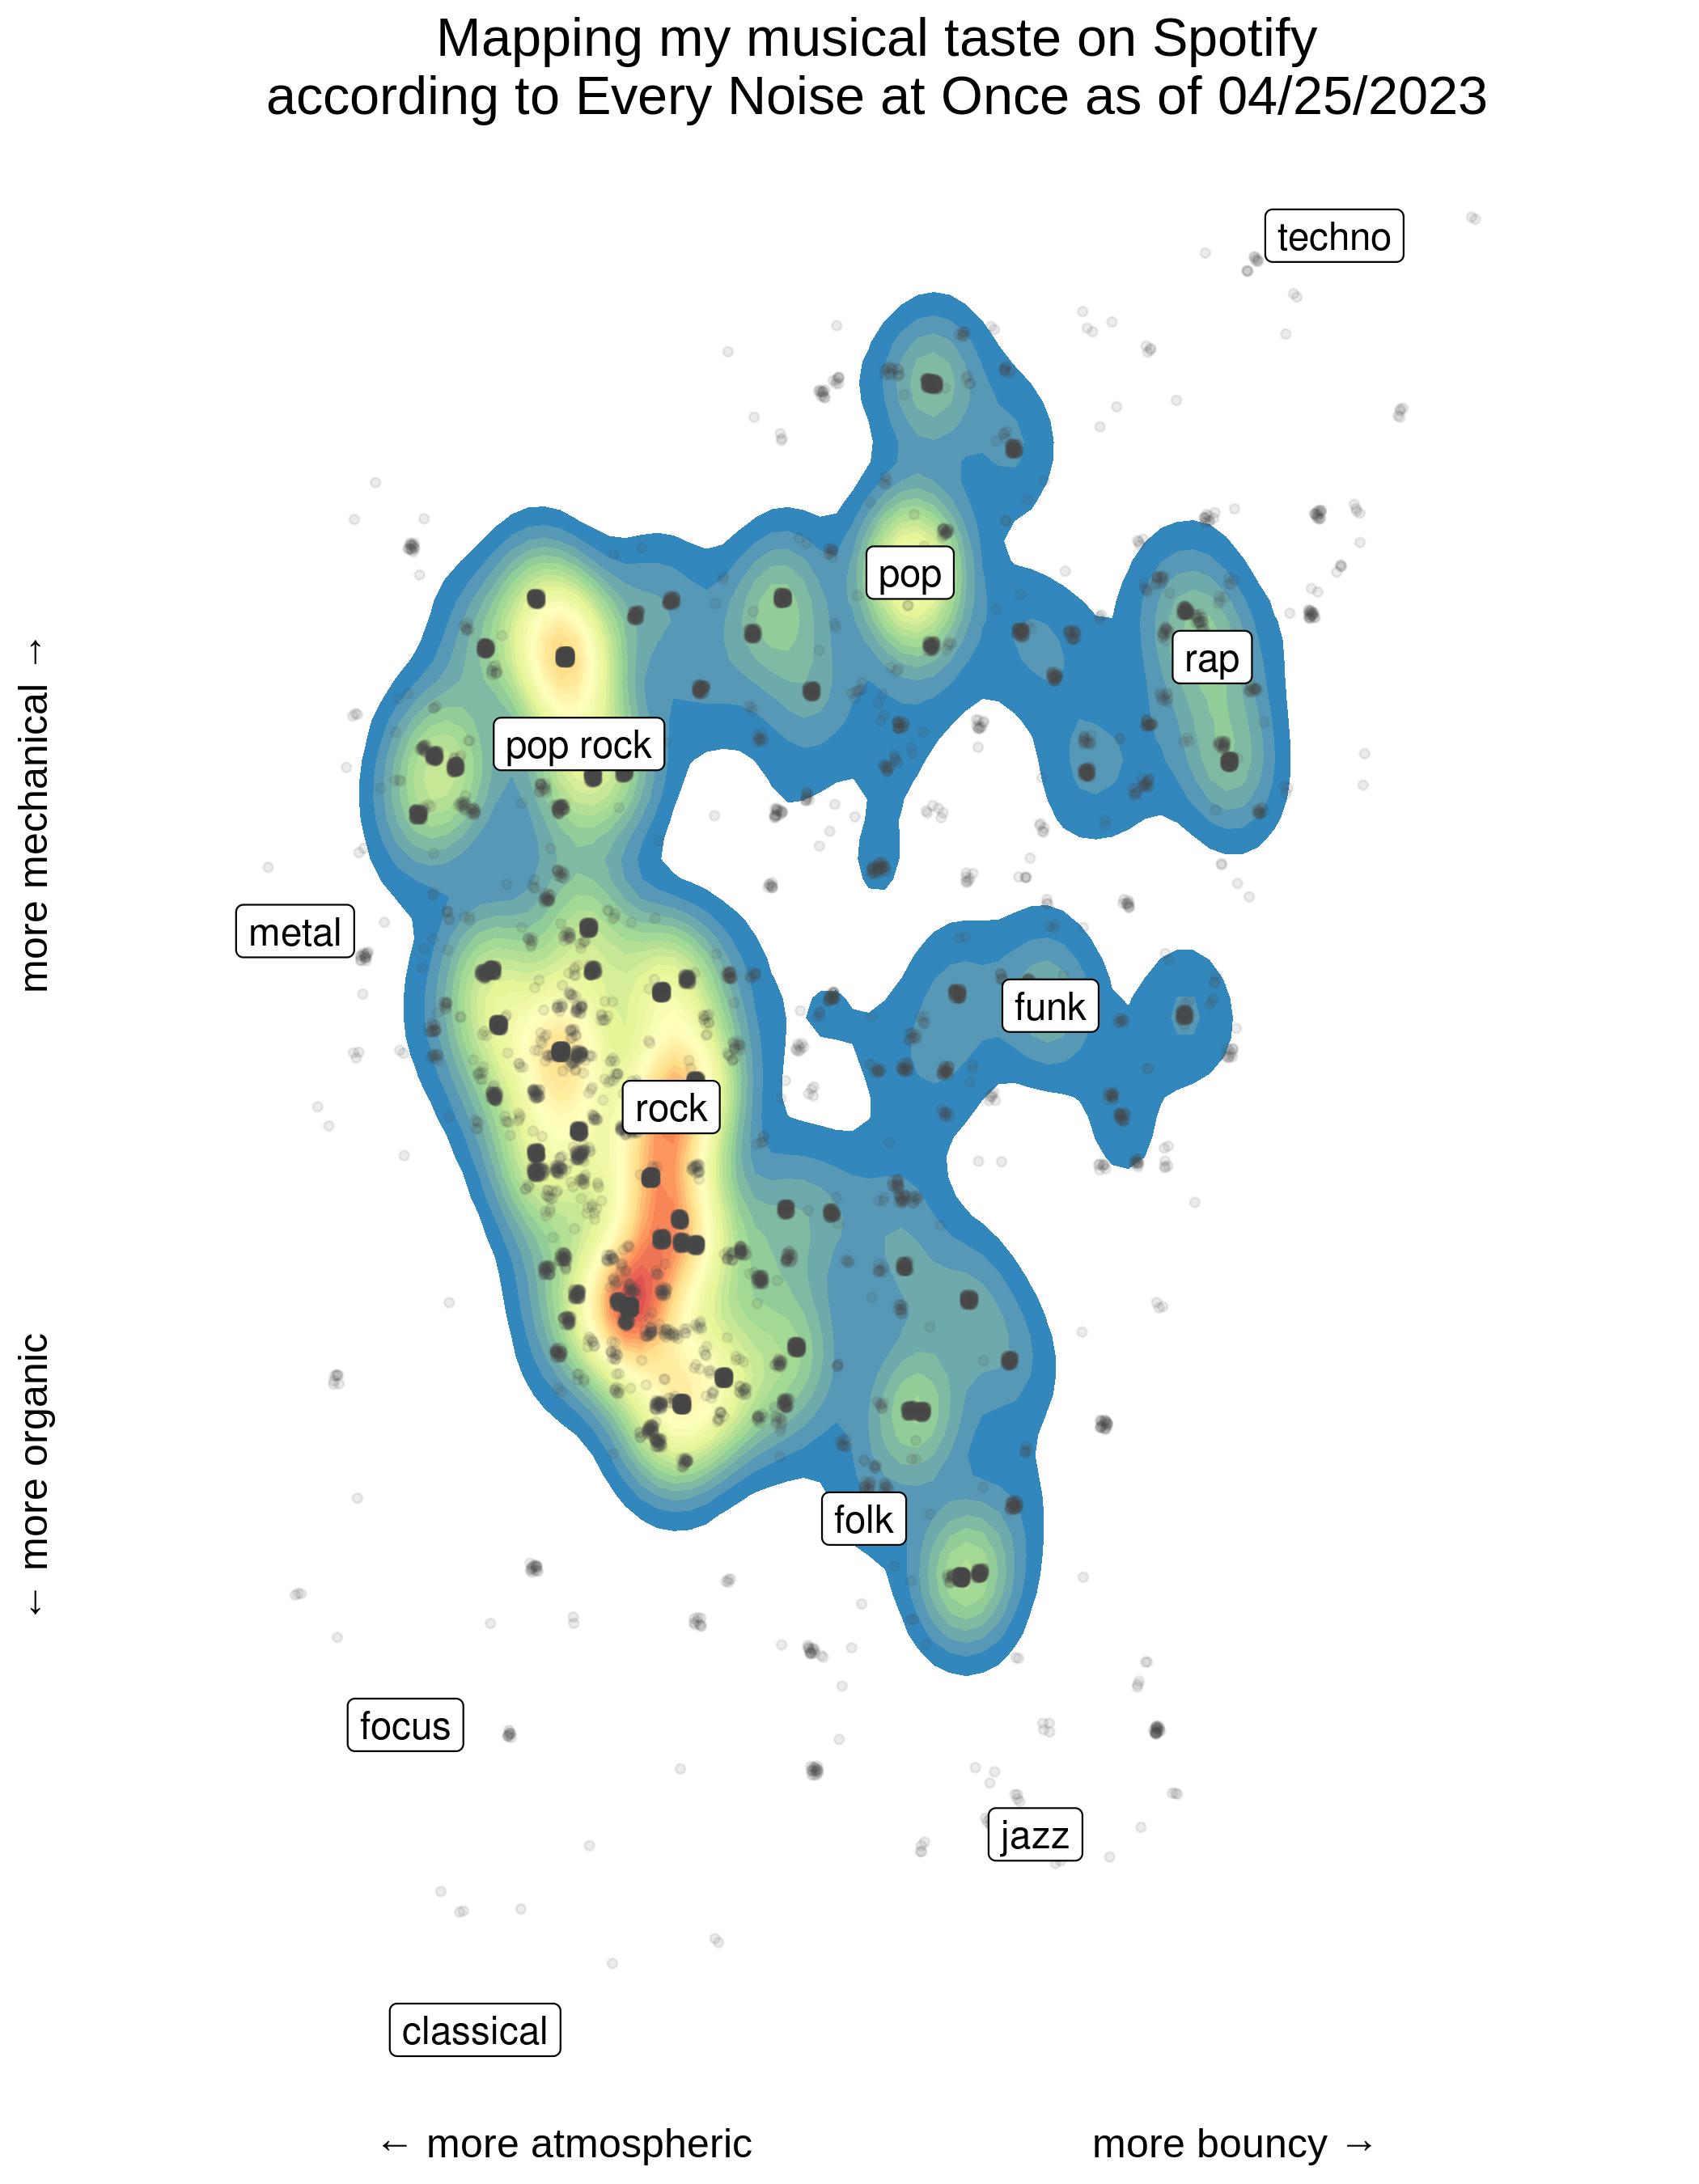 Mapping my musical taste on Spotify
according to Every Noise at Once as of 04/25/2023
techno
pop
rap
pop rock
more mechanical →
metal
funk
rock
← more organic
folk
focus
jazz
classical
← more atmospheric
more bouncy →